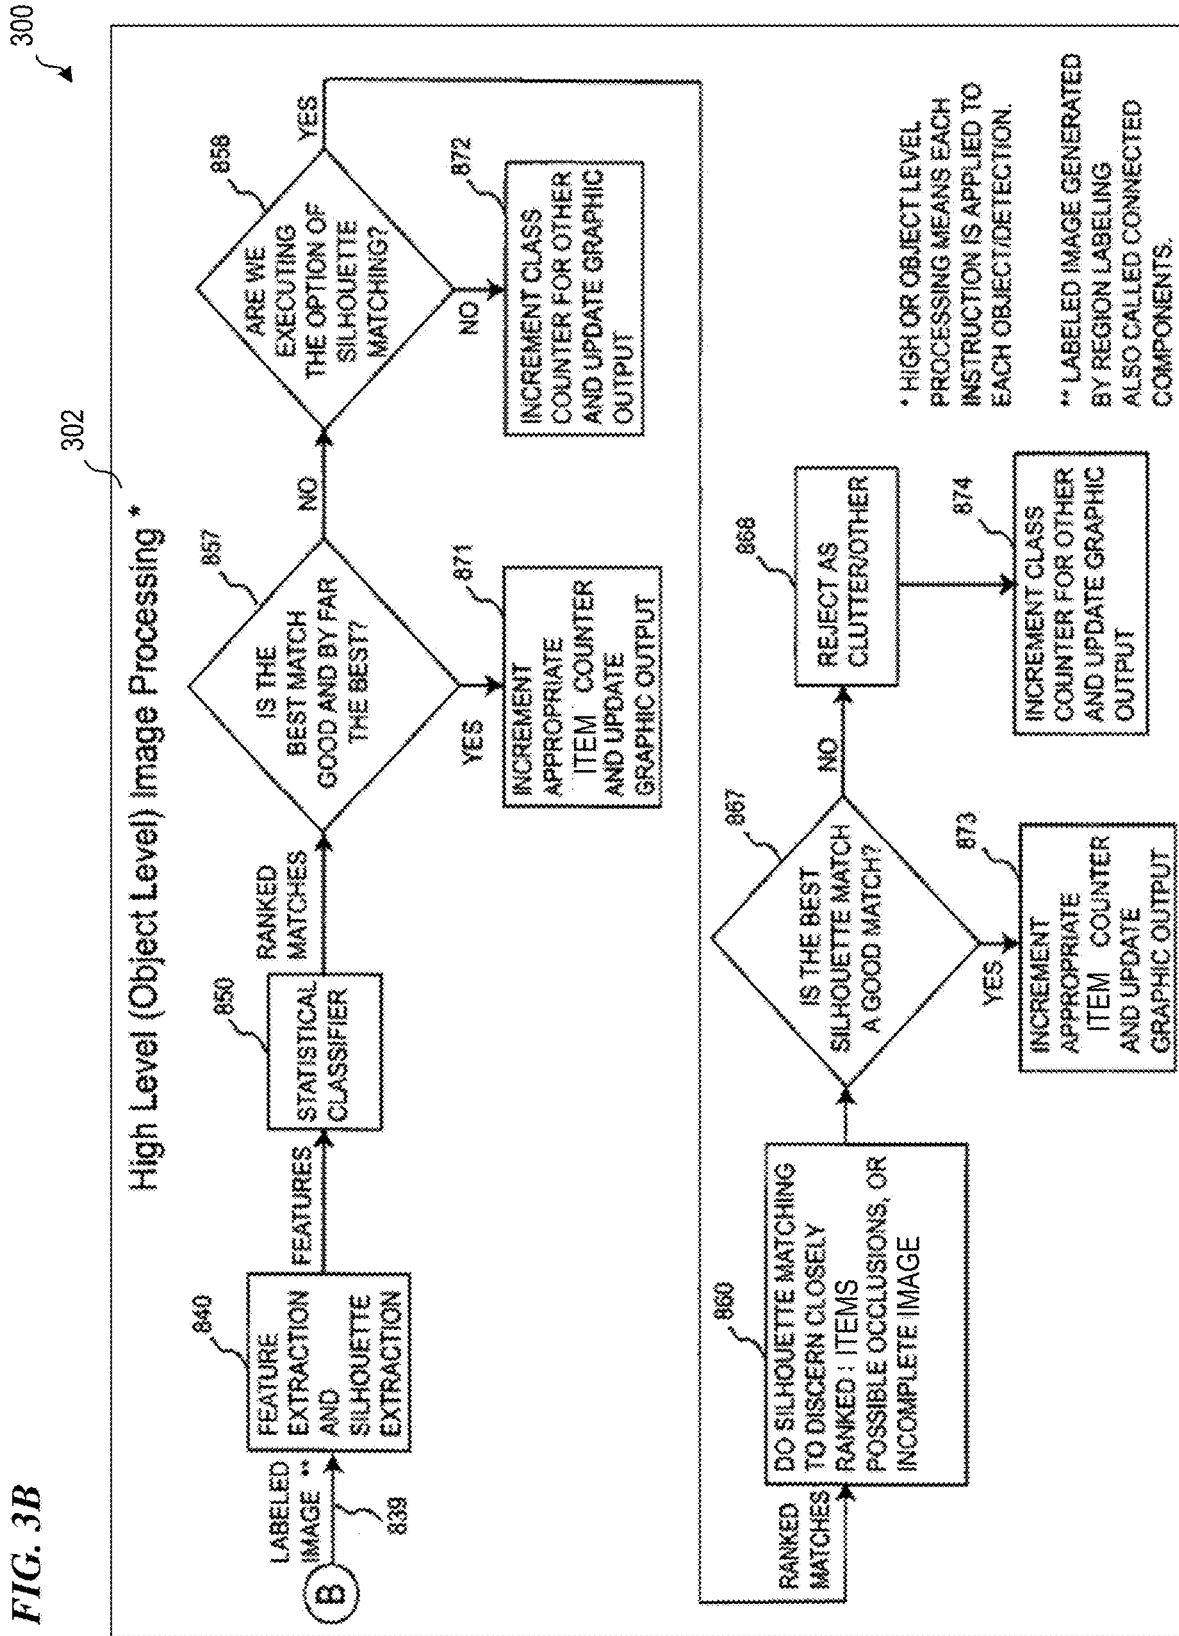 FIG. 3B
300
302
High Level (Object Level) Image Processing *
B
LABELED
IMAGE **
839
840
FEATURE
EXTRACTION
AND
SILHOUETTE
EXTRACTION
FEATURES
850
STATISTICAL
CLASSIFIER
RANKED
MATCHES
857
IS THE
BEST MATCH
GOOD AND BY FAR
THE BEST?
NO
YES
871
INCREMENT
APPROPRIATE
ITEM COUNTER
AND UPDATE
GRAPHIC OUTPUT
858
ARE WE
EXECUTING
THE OPTION OF
SILHOUETTE
MATCHING?
YES
NO
872
INCREMENT CLASS
COUNTER FOR OTHER
AND UPDATE GRAPHIC
OUTPUT
RANKED
MATCHES
860
DO SILHOUETTE MATCHING
TO DISCERN CLOSELY
RANKED : ITEMS
POSSIBLE OCCLUSIONS, OR
INCOMPLETE IMAGE
867
IS THE BEST
SILHOUETTE MATCH
A GOOD MATCH?
NO
YES
873
INCREMENT
APPROPRIATE
ITEM COUNTER
AND UPDATE
GRAPHIC OUTPUT
868
REJECT AS
CLUTTER/OTHER
874
INCREMENT CLASS
COUNTER FOR OTHER
AND UPDATE GRAPHIC
OUTPUT
* HIGH OR OBJECT LEVEL
PROCESSING MEANS EACH
INSTRUCTION IS APPLIED TO
EACH OBJECT/DETECTION.
** LABELED IMAGE GENERATED
BY REGION LABELING
ALSO CALLED CONNECTED
COMPONENTS.